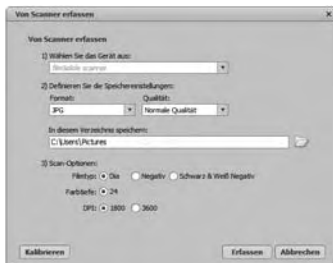 Von Scanner erfassen
Von Scanner erfassen
1) Wählen Sie das Gerät aus:
2) Definieren Sie die Speichereinstellungen:
Format: Qualität:
JPG Normale Qualität
In diesem Verzeichnis speichern:
C:\Users\Pictures
3) Scan-Optionen:
Filmtyp: Dia Negativ Schwarz & Weiß Negativ
Farbtiefe: 24
DPI: 1800 3600
Kalibrieren Erfassen Abbrechen